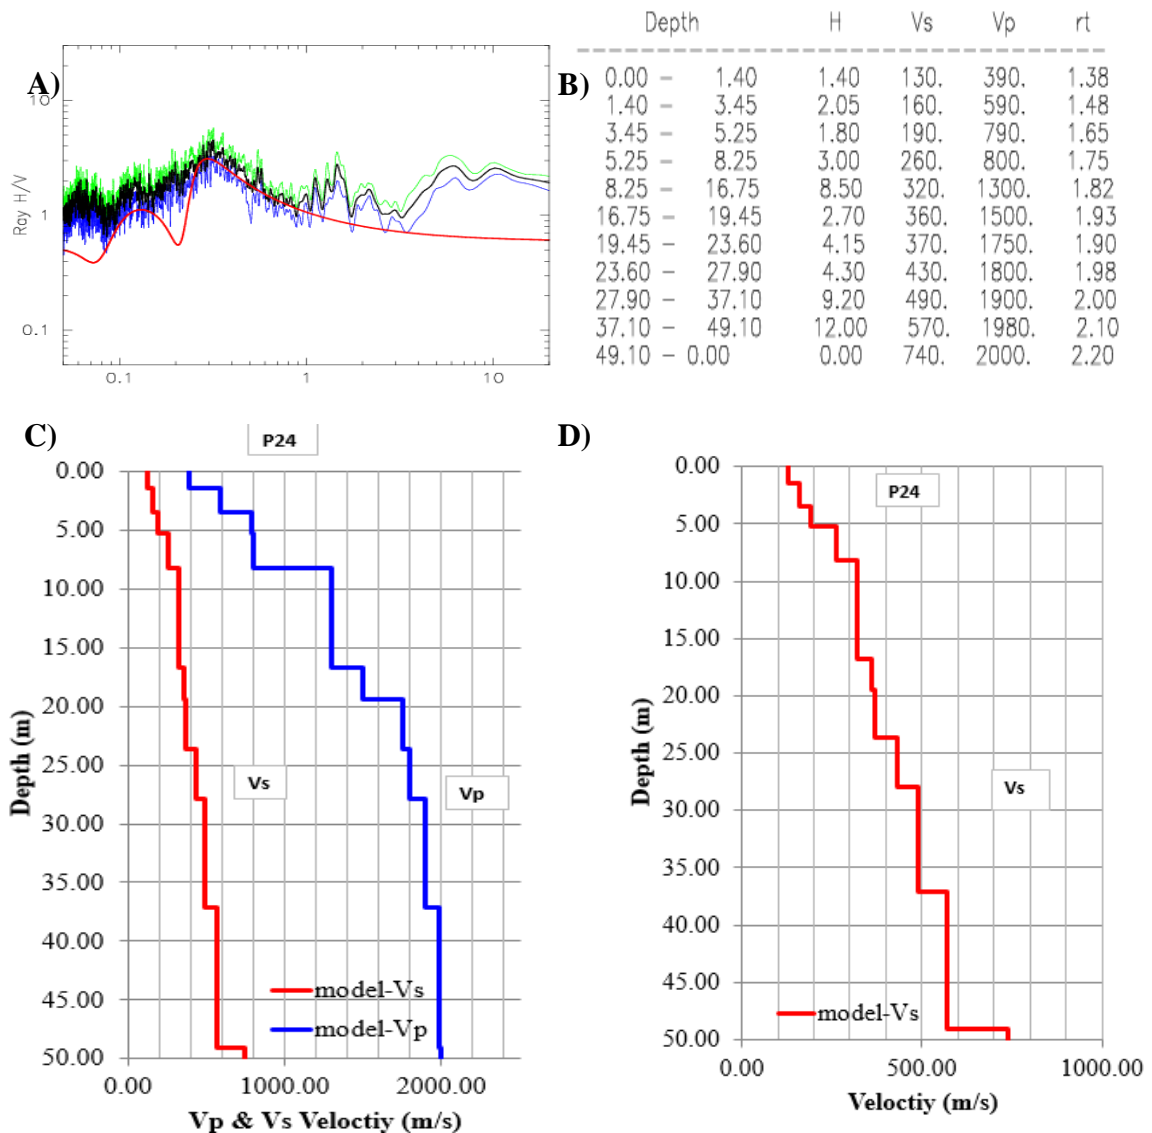 A)
Ray H/V
10
1
0.1
0.1 1 10
B)
Depth H Vs Vp rt
0.00 - 1.40 1.40 130. 390. 1.38
1.40 - 3.45 2.05 160. 590. 1.48
3.45 - 5.25 1.80 190. 790. 1.65
5.25 - 8.25 3.00 260. 800. 1.75
8.25 - 16.75 8.50 320. 1300. 1.82
16.75 - 19.45 2.70 360. 1500. 1.93
19.45 - 23.60 4.15 370. 1750. 1.90
23.60 - 27.90 4.30 430. 1800. 1.98
27.90 - 37.10 9.20 490. 1900. 2.00
37.10 - 49.10 12.00 570. 1980. 2.10
49.10 - 0.00 0.00 740. 2000. 2.20
C)
P24
0.00
5.00
10.00
15.00
20.00
25.00
30.00
35.00
40.00
45.00
50.00
Depth (m)
Vs
Vp
model-Vs
model-Vp
0.00 1000.00 2000.00
Vp & Vs Veloctiy (m/s)
D)
P24
0.00
5.00
10.00
15.00
20.00
25.00
30.00
35.00
40.00
45.00
50.00
Depth (m)
Vs
model-Vs
0.00 500.00 1000.00
Veloctiy (m/s)